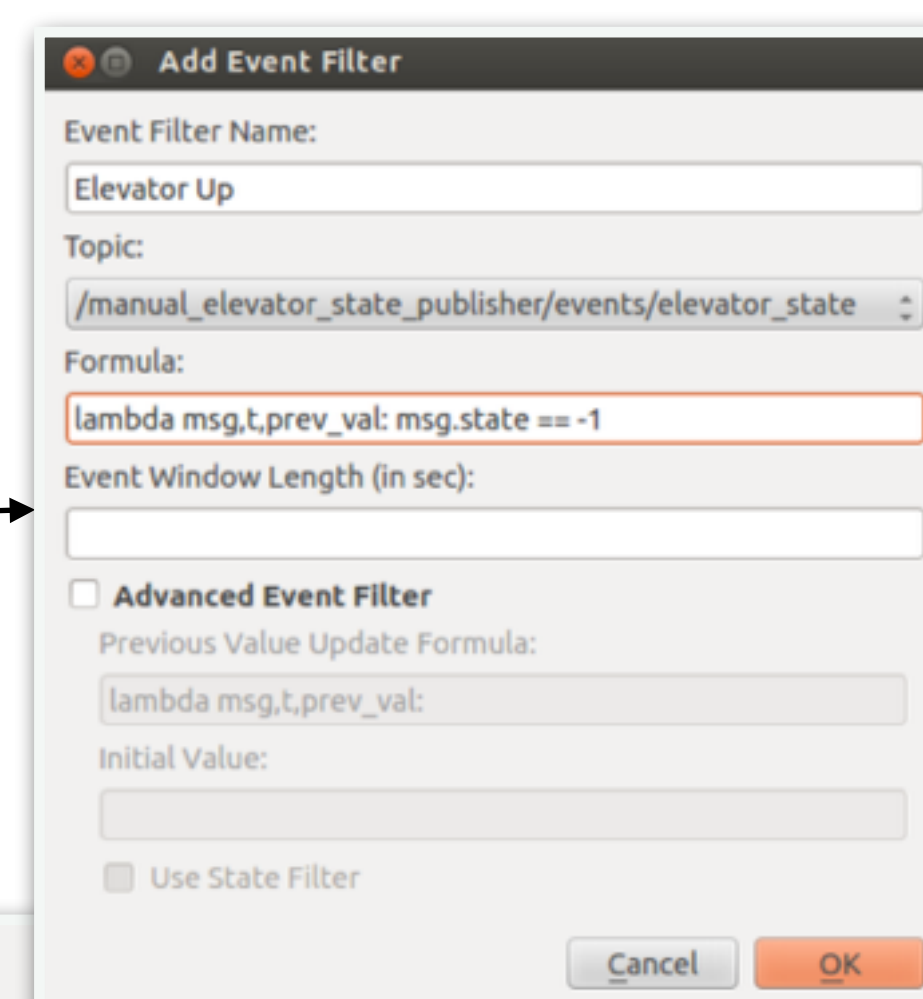 Add Event Filter
Event Filter Name:
Elevator Up
Topic:
/manual_elevator_state_publisher/events/elevator_state
Formula:
lambda msg,t,prev_val: msg.state == -1
Event Window Length (in sec):
Advanced Event Filter
Previous Value Update Formula:
lambda msg,t,prev_val:
Initial Value:
Use State Filter
Cancel OK